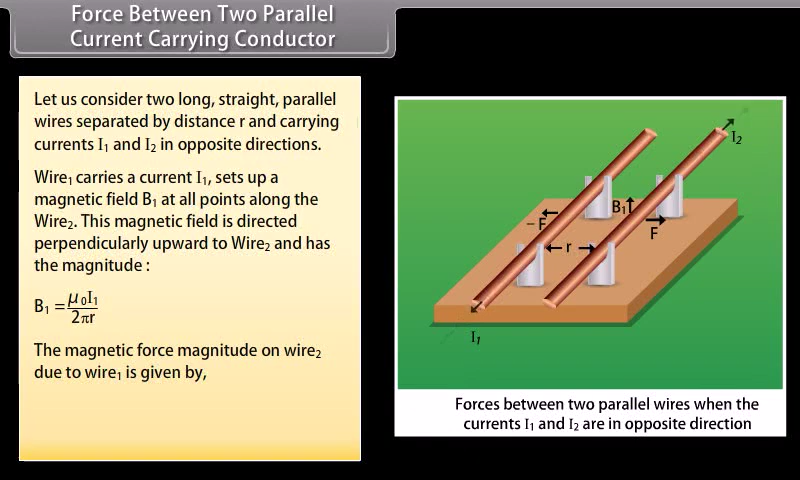 Force Between Two Parallel
Current Carrying Conductor
Let us consider two long, straight, parallel
wires separated by distance r and carrying
currents I₁ and I₂ in opposite directions.
Wire₁ carries a current I₁, sets up a
magnetic field B₁ at all points along the
Wire₂. This magnetic field is directed
perpendicularly upward to Wire₂ and has
the magnitude :
B₁ = μ₀I₁ / 2πr
The magnetic force magnitude on wire₂
due to wire₁ is given by,
I₂
B₁
– F
F
r
I₁
Forces between two parallel wires when the
currents I₁ and I₂ are in opposite direction